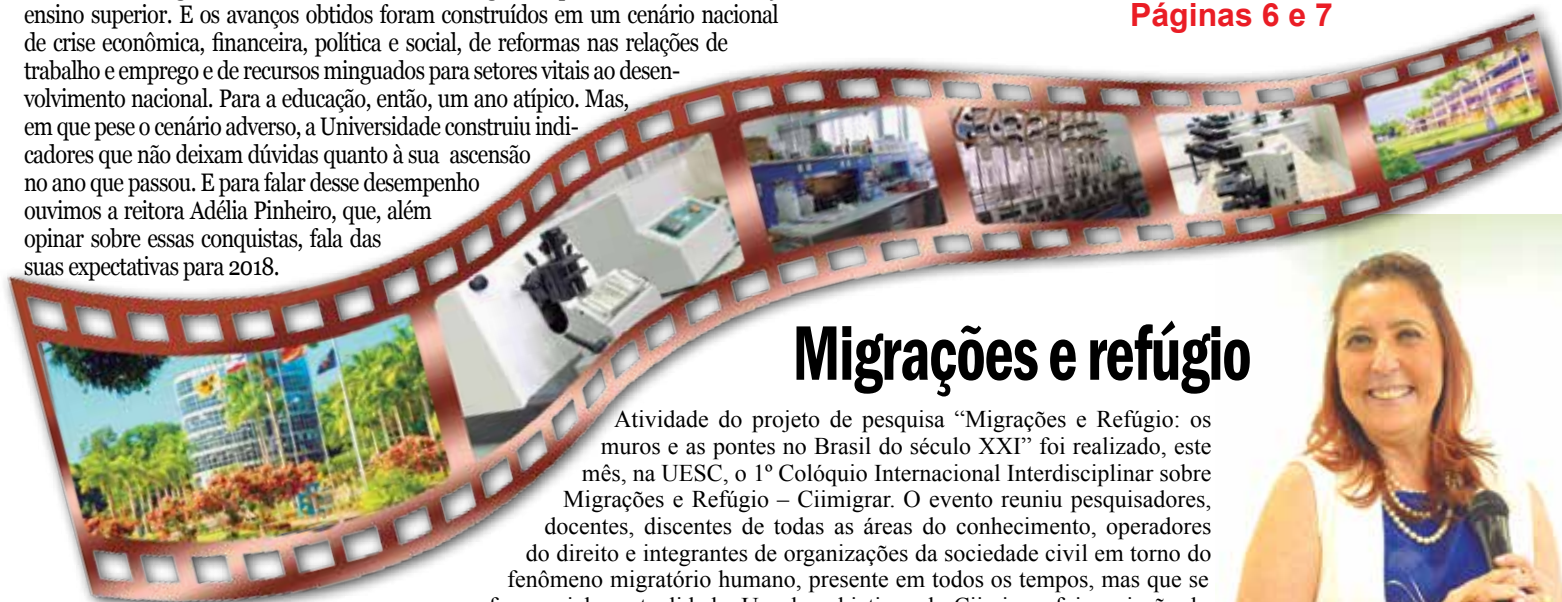 ensino superior. E os avanços obtidos foram construídos em um cenário nacional
de crise econômica, financeira, política e social, de reformas nas relações de
trabalho e emprego e de recursos minguados para setores vitais ao desen-
volvimento nacional. Para a educação, então, um ano atípico. Mas,
em que pese o cenário adverso, a Universidade construiu indi-
cadores que não deixam dúvidas quanto à sua ascensão
no ano que passou. E para falar desse desempenho
ouvimos a reitora Adélia Pinheiro, que, além
opinar sobre essas conquistas, fala das
suas expectativas para 2018.
Páginas 6 e 7
Migrações e refúgio
Atividade do projeto de pesquisa “Migrações e Refúgio: os
muros e as pontes no Brasil do século XXI” foi realizado, este
mês, na UESC, o 1º Colóquio Internacional Interdisciplinar sobre
Migrações e Refúgio – Ciimigrar. O evento reuniu pesquisadores,
docentes, discentes de todas as áreas do conhecimento, operadores
do direito e integrantes de organizações da sociedade civil em torno do
fenômeno migratório humano, presente em todos os tempos, mas que se